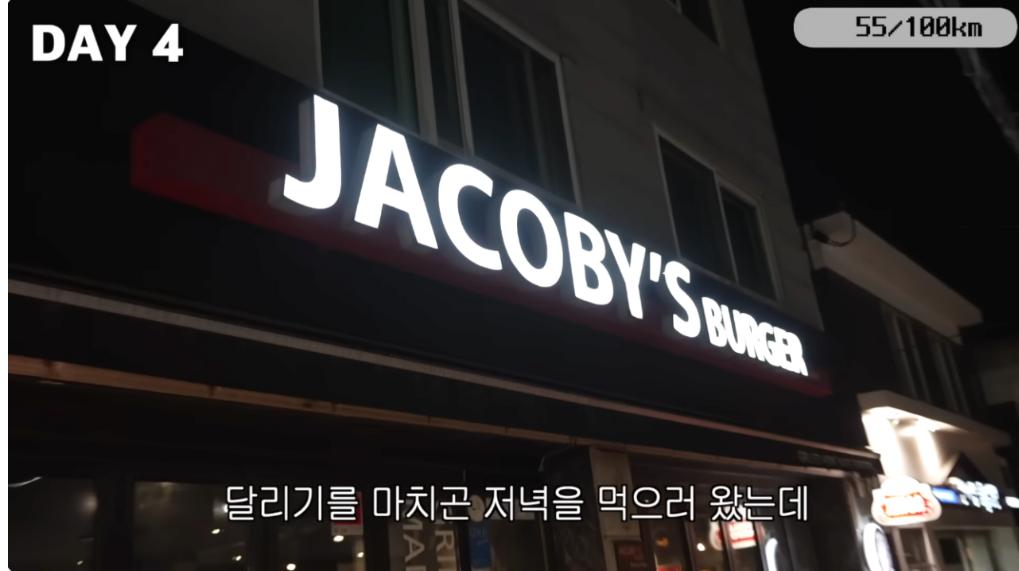 DAY 4
55/100km
JACOBY'S BURGER
달리기를 마치곤 저녁을 먹으러 왔는데